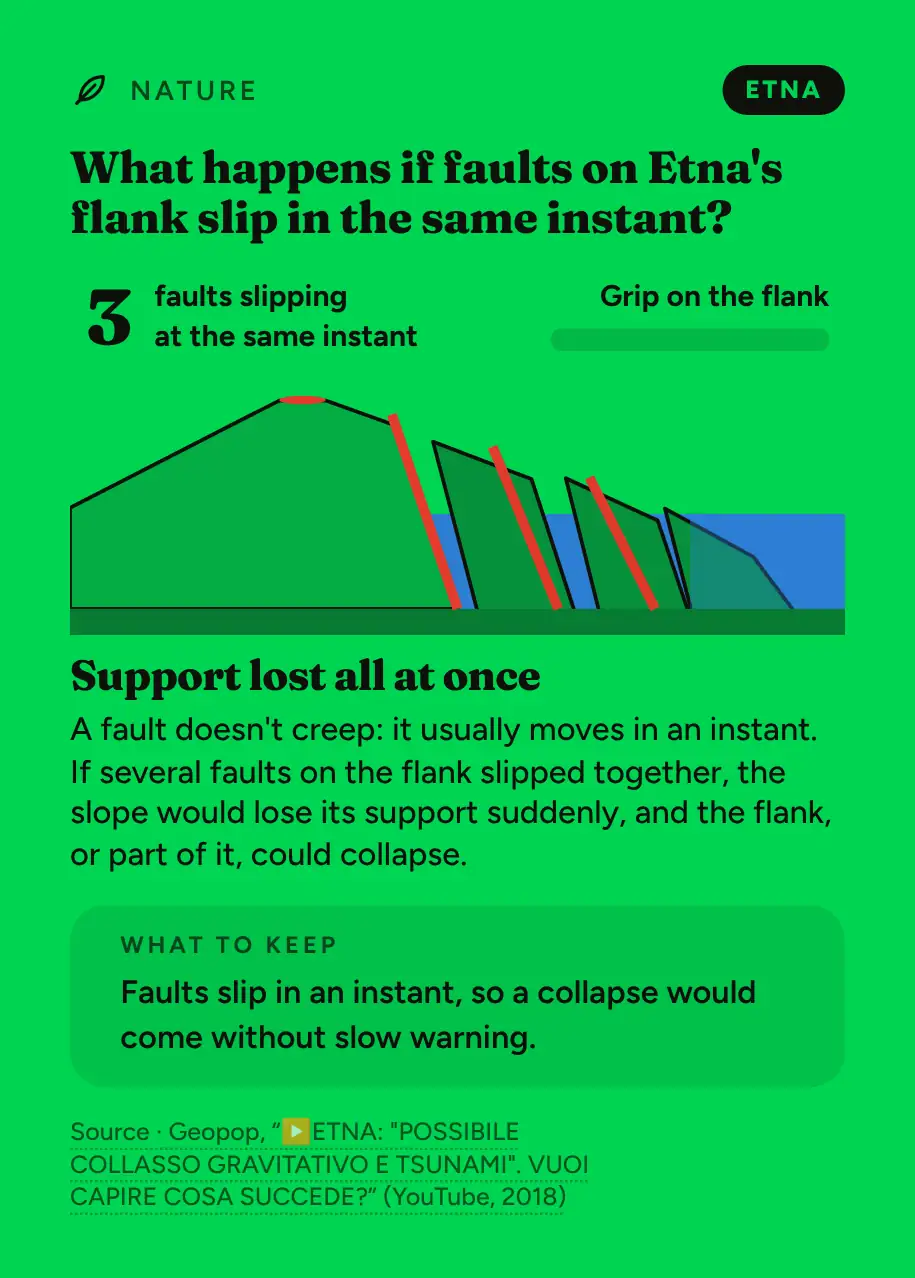 NATURE
ETNA
What happens if faults on Etna's
flank slip in the same instant?
3
faults slipping
at the same instant
Grip on the flank
Support lost all at once
A fault doesn't creep: it usually moves in an instant.
If several faults on the flank slipped together, the
slope would lose its support suddenly, and the flank,
or part of it, could collapse.
WHAT TO KEEP
Faults slip in an instant, so a collapse would
come without slow warning.
Source · Geopop, “▶️ETNA: "POSSIBILE
COLLASSO GRAVITATIVO E TSUNAMI". VUOI
CAPIRE COSA SUCCEDE?” (YouTube, 2018)